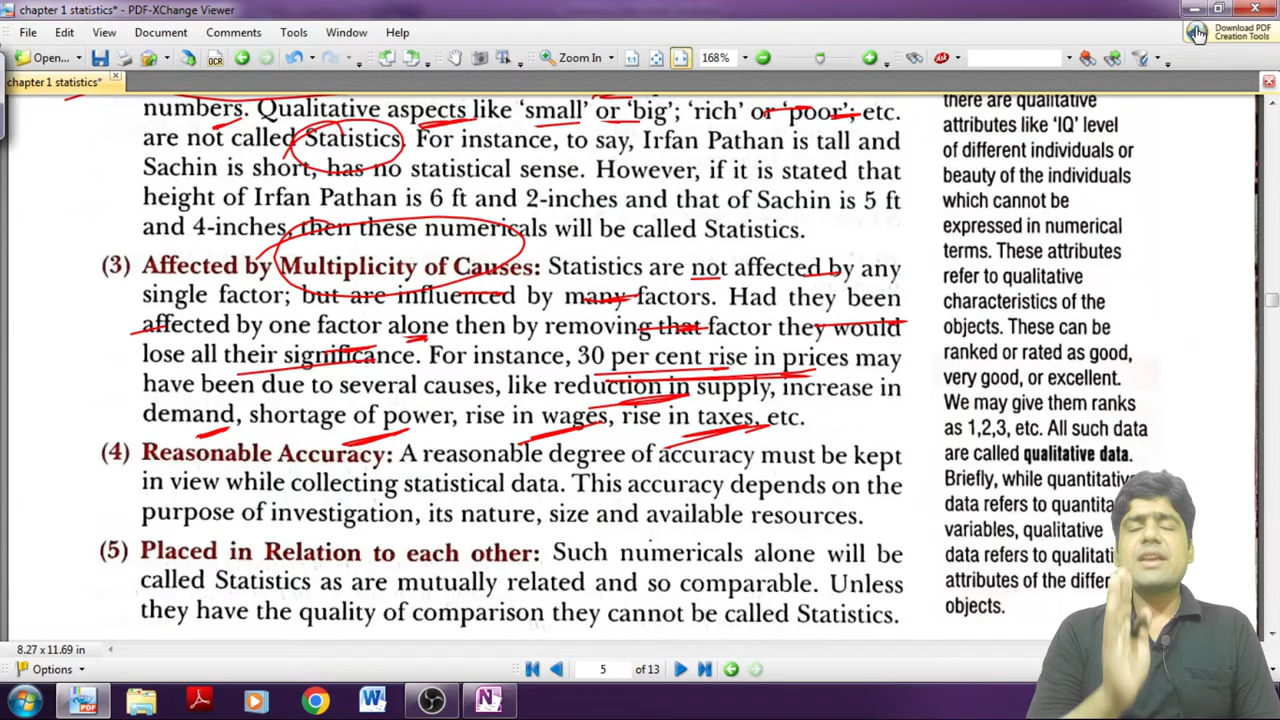 chapter 1 statistics* - PDF-XChange Viewer
File Edit View Document Comments Tools Window Help
Download PDF
Creation Tools
Open... OCR Zoom In 168%
chapter 1 statistics*
numbers. Qualitative aspects like ‘small’ or ‘big’; ‘rich’ or ‘poor’; etc.
are not called Statistics. For instance, to say, Irfan Pathan is tall and
Sachin is short, has no statistical sense. However, if it is stated that
height of Irfan Pathan is 6 ft and 2-inches and that of Sachin is 5 ft
and 4-inches, then these numericals will be called Statistics.
(3) Affected by Multiplicity of Causes: Statistics are not affected by any
single factor; but are influenced by many factors. Had they been
affected by one factor alone then by removing that factor they would
lose all their significance. For instance, 30 per cent rise in prices may
have been due to several causes, like reduction in supply, increase in
demand, shortage of power, rise in wages, rise in taxes, etc.
(4) Reasonable Accuracy: A reasonable degree of accuracy must be kept
in view while collecting statistical data. This accuracy depends on the
purpose of investigation, its nature, size and available resources.
(5) Placed in Relation to each other: Such numericals alone will be
called Statistics as are mutually related and so comparable. Unless
they have the quality of comparison they cannot be called Statistics.
there are qualitative
attributes like ‘IQ’ level
of different individuals or
beauty of the individuals
which cannot be
expressed in numerical
terms. These attributes
refer to qualitative
characteristics of the
objects. These can be
ranked or rated as good,
very good, or excellent.
We may give them ranks
as 1,2,3, etc. All such data
are called qualitative data.
Briefly, while quantita
data refers to quantita
variables, qualitative
data refers to qualitati
attributes of the differ
objects.
8.27 x 11.69 in
Options 5 of 13